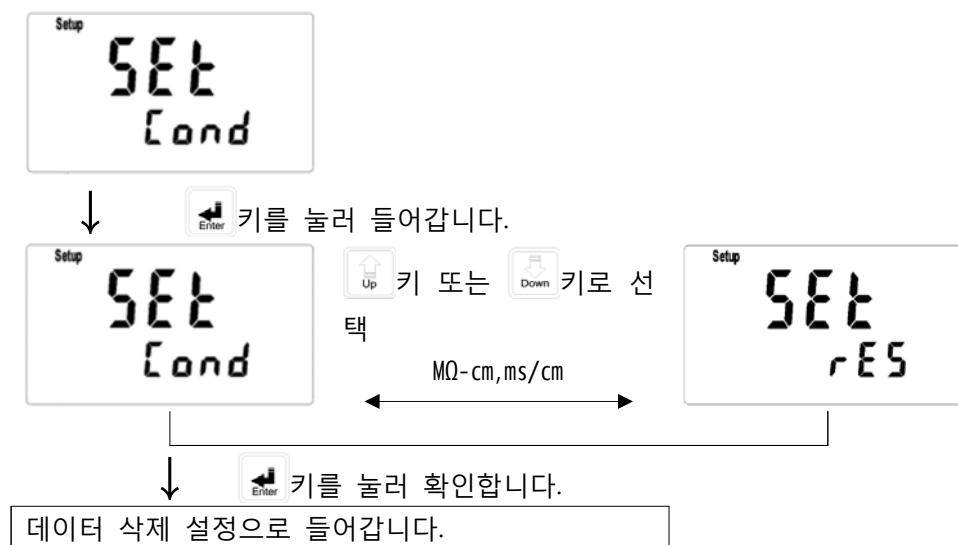 Setup
SEt
Cond
↓ Enter 키를 눌러 들어갑니다.
Setup
SEt
Cond
Up 키 또는 Down 키로 선
택
MΩ-cm,ms/cm
Setup
SEt
rES
↓ Enter 키를 눌러 확인합니다.
데이터 삭제 설정으로 들어갑니다.